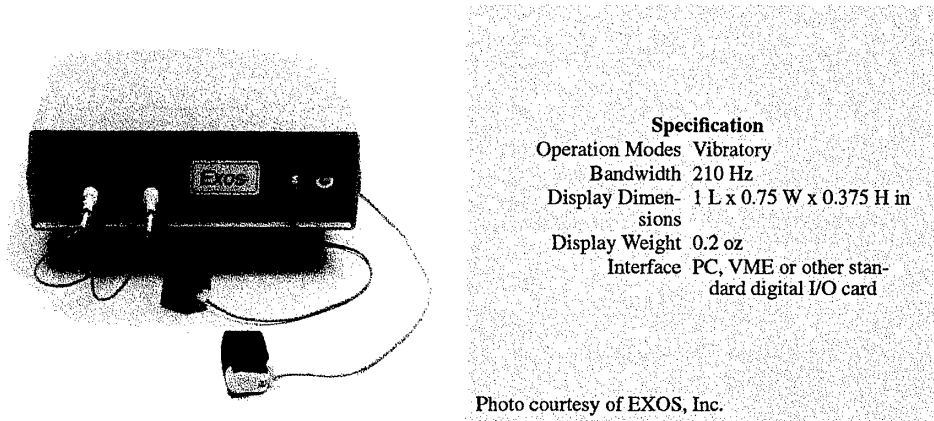 Exos
Specification
Operation Modes Vibratory
Bandwidth 210 Hz
Display Dimen- 1 L x 0.75 W x 0.375 H in
sions
Display Weight 0.2 oz
Interface PC, VME or other stan-
dard digital I/O card
Photo courtesy of EXOS, Inc.